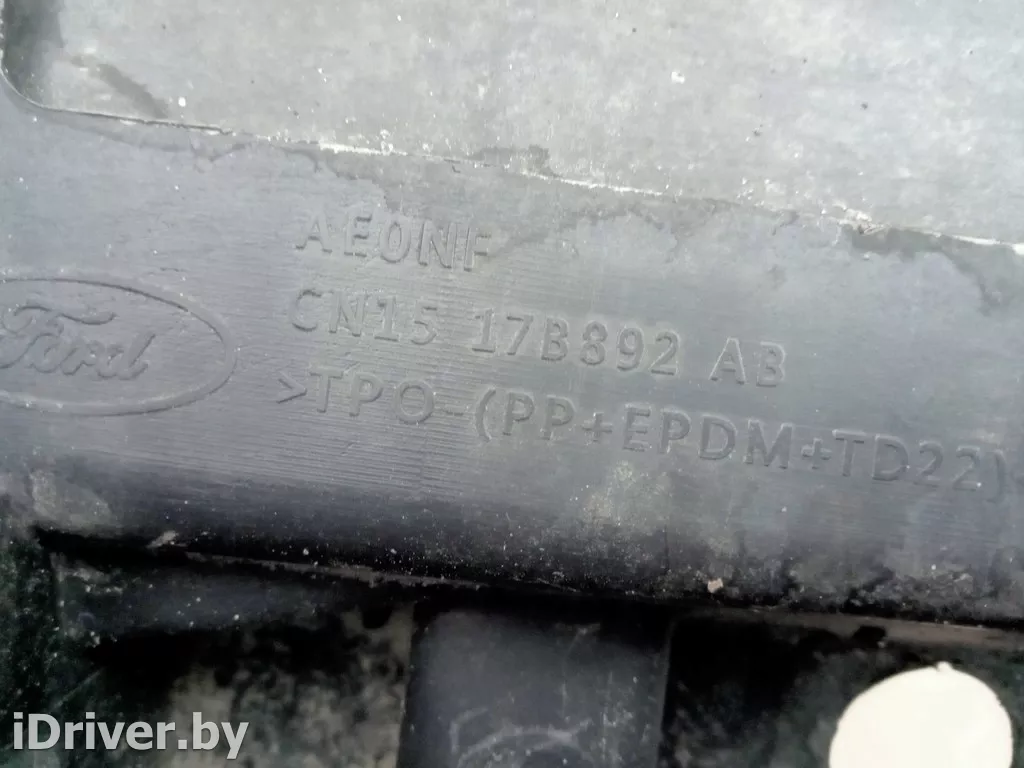 AE0NF
Ford
CN15 17B892 AB
>TPO-(PP+EPDM+TD22)
iDriver.by